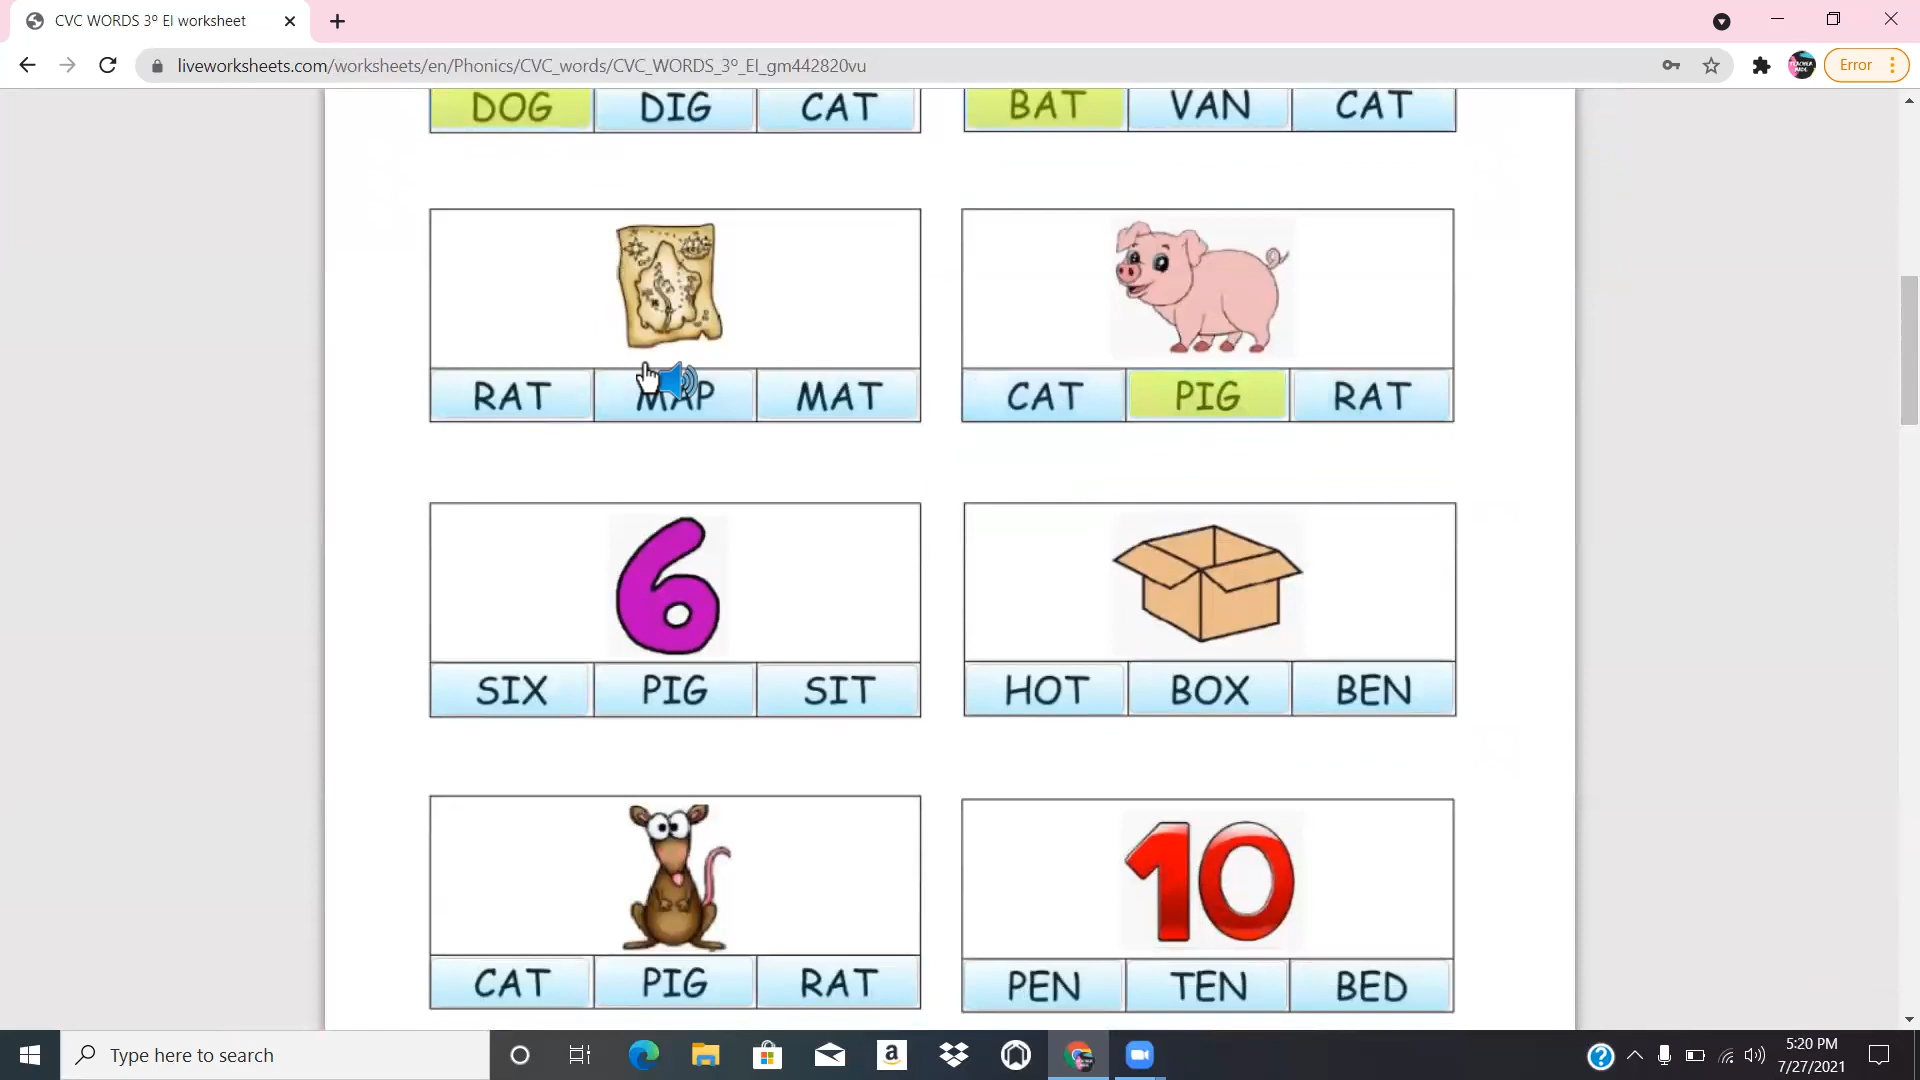 CVC WORDS 3º EI worksheet
liveworksheets.com/worksheets/en/Phonics/CVC_words/CVC_WORDS_3º_EI_gm442820vu
Error
DOG DIG CAT
BAT VAN CAT
RAT MAP MAT
CAT PIG RAT
6
SIX PIG SIT
HOT BOX BEN
10
CAT PIG RAT
PEN TEN BED
Type here to search
5:20 PM
7/27/2021